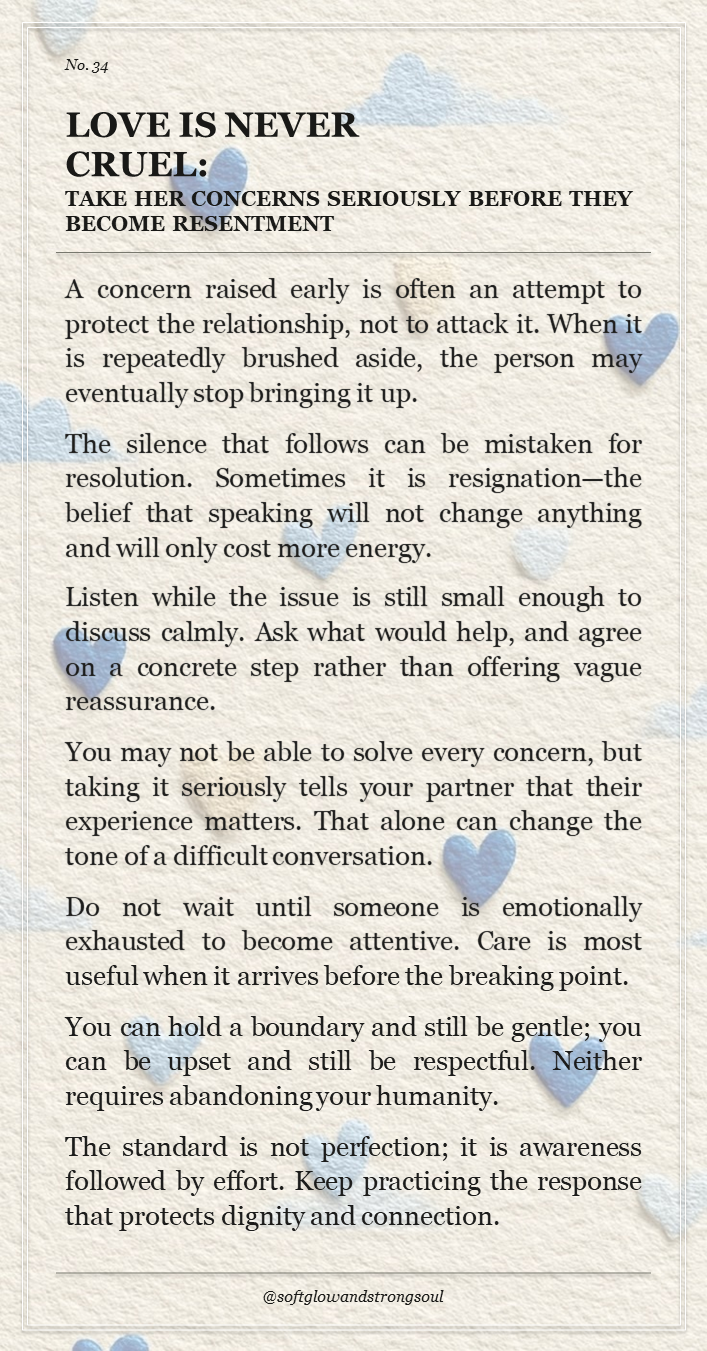 No. 34
LOVE IS NEVER
CRUEL:
TAKE HER CONCERNS SERIOUSLY BEFORE THEY
BECOME RESENTMENT
A concern raised early is often an attempt to
protect the relationship, not to attack it. When it
is repeatedly brushed aside, the person may
eventually stop bringing it up.
The silence that follows can be mistaken for
resolution. Sometimes it is resignation—the
belief that speaking will not change anything
and will only cost more energy.
Listen while the issue is still small enough to
discuss calmly. Ask what would help, and agree
on a concrete step rather than offering vague
reassurance.
You may not be able to solve every concern, but
taking it seriously tells your partner that their
experience matters. That alone can change the
tone of a difficult conversation.
Do not wait until someone is emotionally
exhausted to become attentive. Care is most
useful when it arrives before the breaking point.
You can hold a boundary and still be gentle; you
can be upset and still be respectful. Neither
requires abandoning your humanity.
The standard is not perfection; it is awareness
followed by effort. Keep practicing the response
that protects dignity and connection.
@softglowandstrongsoul